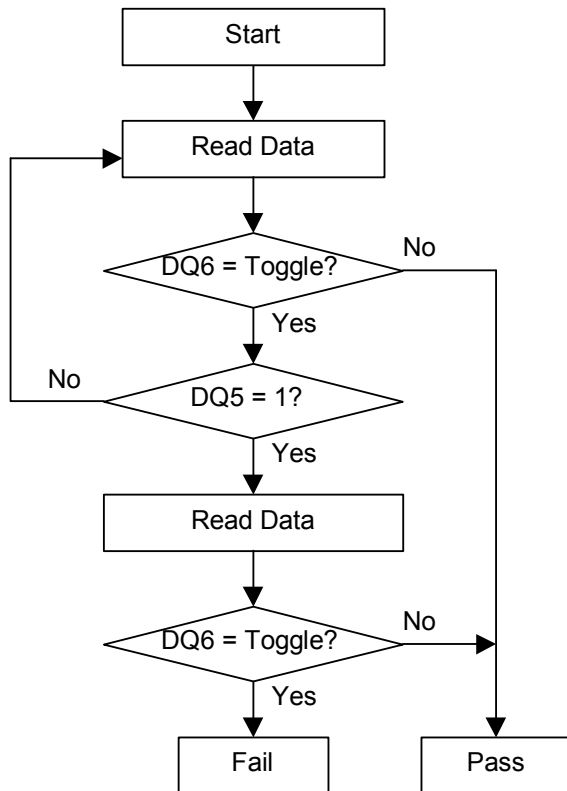 Start
Read Data
DQ6 = Toggle?
No
Yes
No
DQ5 = 1?
Yes
Read Data
DQ6 = Toggle?
No
Yes
Fail
Pass